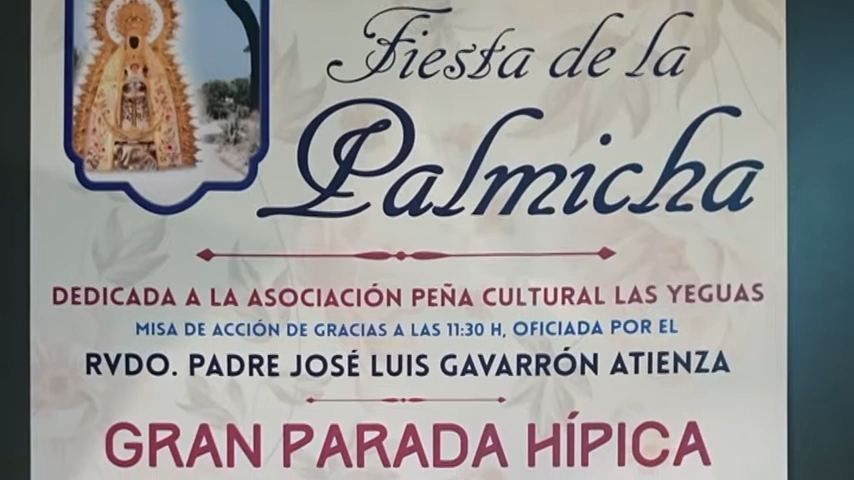 Fiesta de la
Palmicha
DEDICADA A LA ASOCIACIÓN PEÑA CULTURAL LAS YEGUAS
MISA DE ACCIÓN DE GRACIAS A LAS 11:30 H, OFICIADA POR EL
RVDO. PADRE JOSÉ LUIS GAVARRÓN ATIENZA
GRAN PARADA HÍPICA